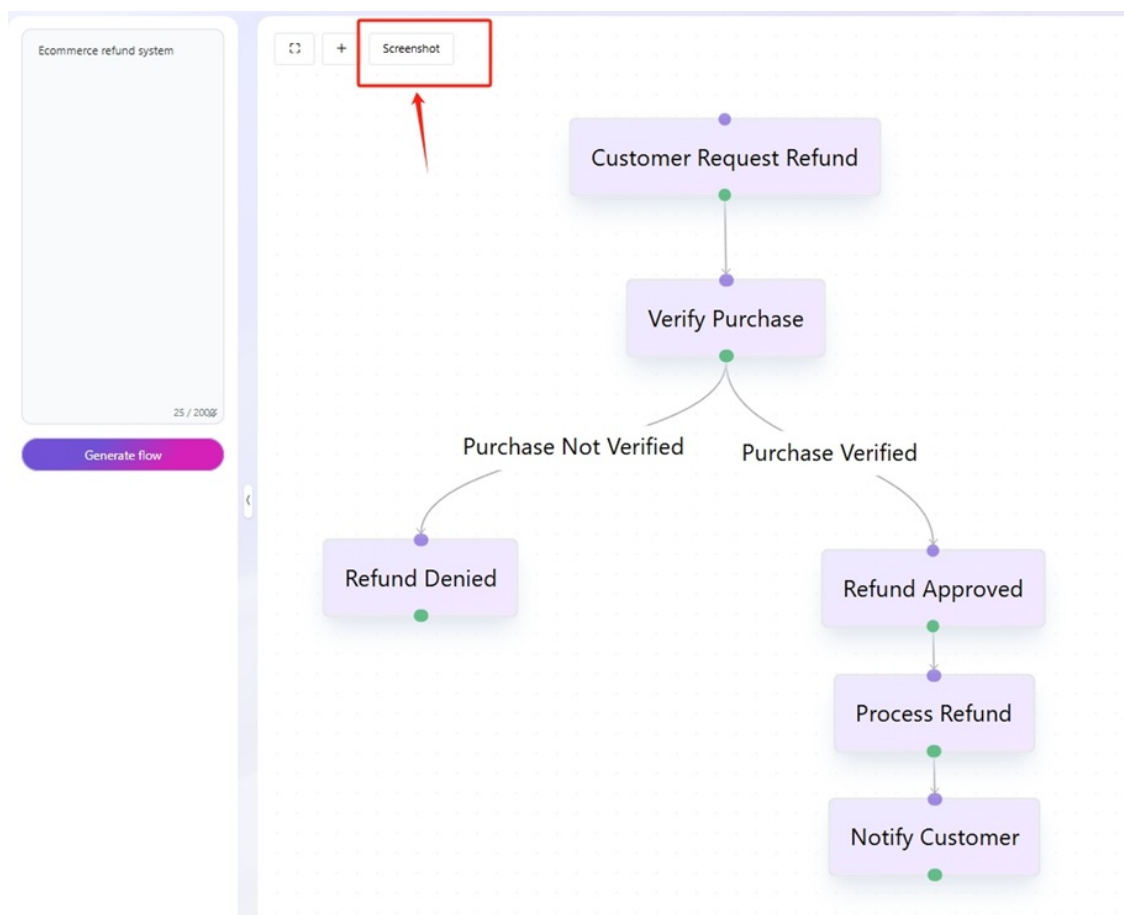 Ecommerce refund system
25 / 2000
Generate flow
+
Screenshot
Customer Request Refund
Verify Purchase
Purchase Not Verified
Purchase Verified
Refund Denied
Refund Approved
Process Refund
Notify Customer